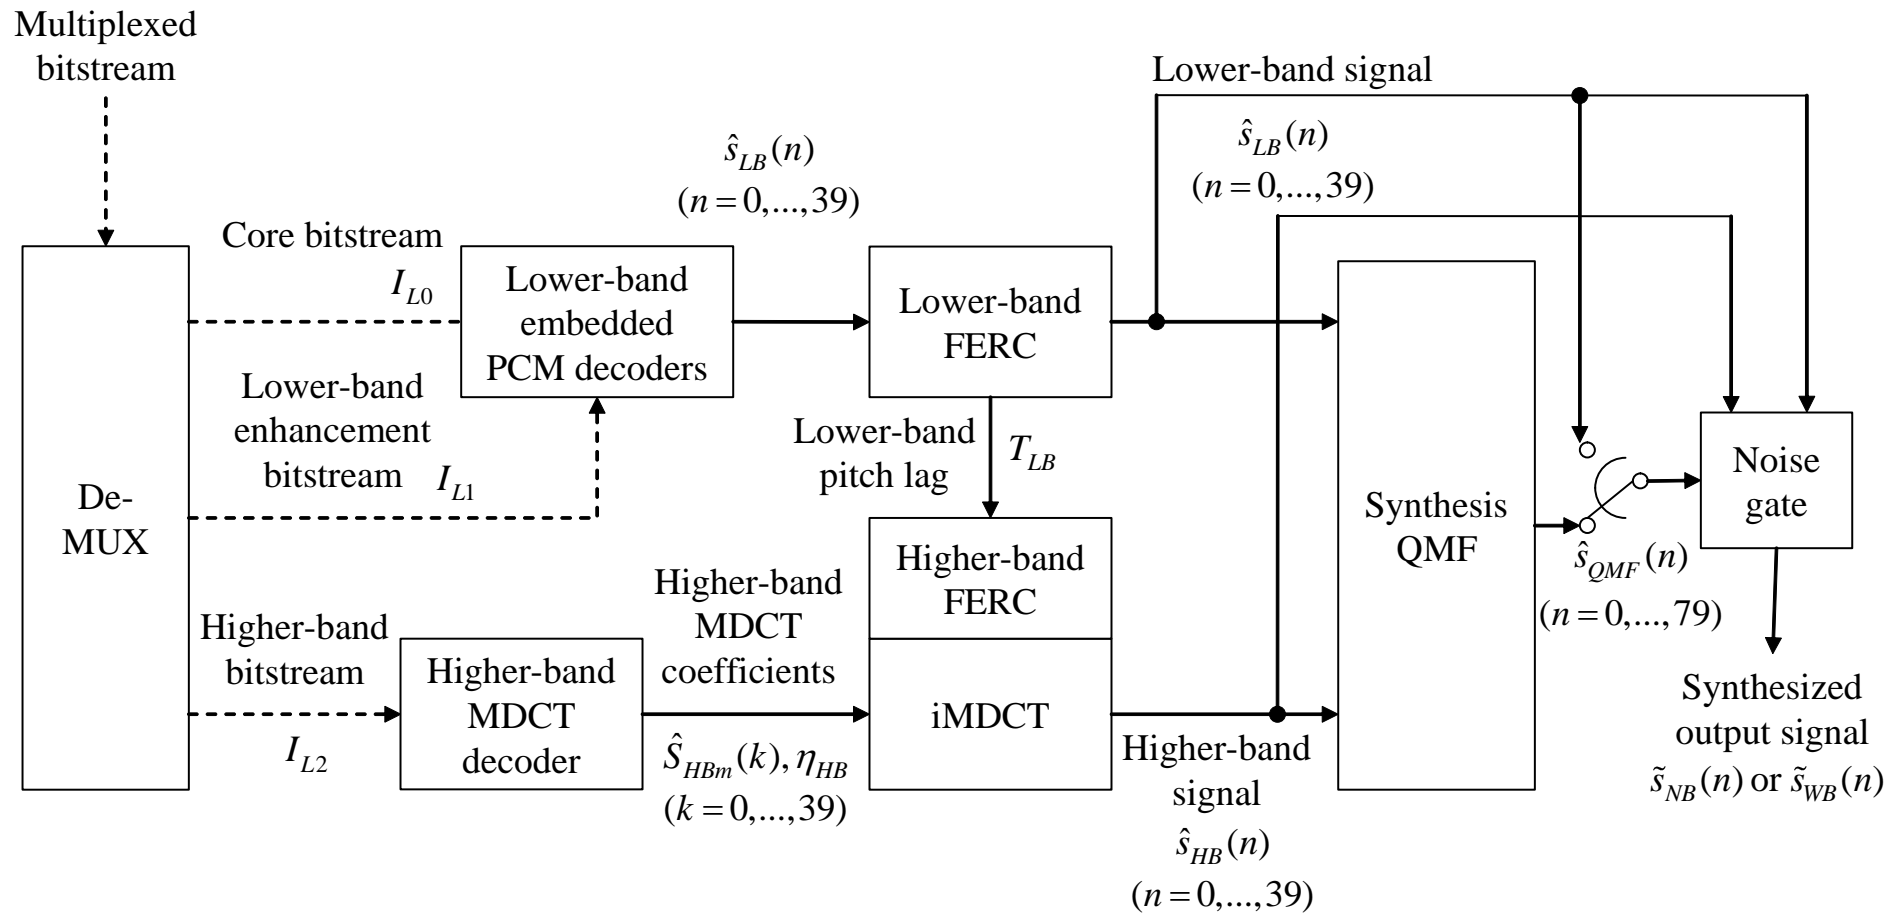 Multiplexed
bitstream
Lower-band signal
ŝ_LB(n)
(n = 0,...,39)
ŝ_LB(n)
(n = 0,...,39)
Core bitstream
I_L0
Lower-band
embedded
PCM decoders
Lower-band
FERC
Lower-band
enhancement
bitstream
I_L1
Lower-band
pitch lag
T_LB
De-
MUX
Synthesis
QMF
Noise
gate
ŝ_QMF(n)
(n = 0,...,79)
Higher-band
FERC
Higher-band
MDCT
coefficients
Higher-band
bitstream
I_L2
Higher-band
MDCT
decoder
Ŝ_HBm(k), η_HB
(k = 0,...,39)
iMDCT
Higher-band
signal
ŝ_HB(n)
(n = 0,...,39)
Synthesized
output signal
s̃_NB(n) or s̃_WB(n)